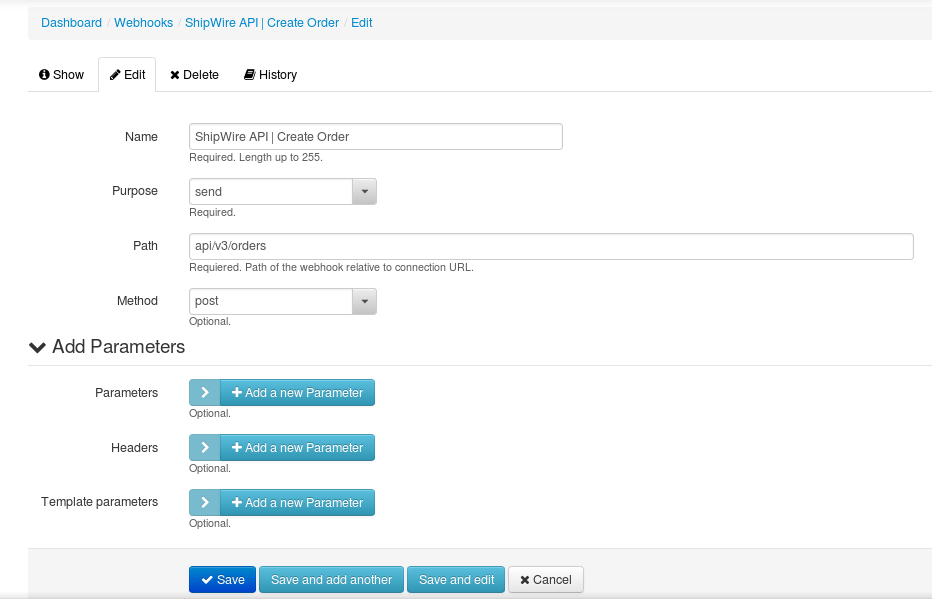 Dashboard / Webhooks / ShipWire API | Create Order / Edit
Show Edit Delete History
Name ShipWire API | Create Order
Required. Length up to 255.
Purpose send
Required.
Path api/v3/orders
Requiered. Path of the webhook relative to connection URL.
Method post
Optional.
Add Parameters
Parameters Add a new Parameter
Optional.
Headers Add a new Parameter
Optional.
Template parameters Add a new Parameter
Optional.
Save Save and add another Save and edit Cancel